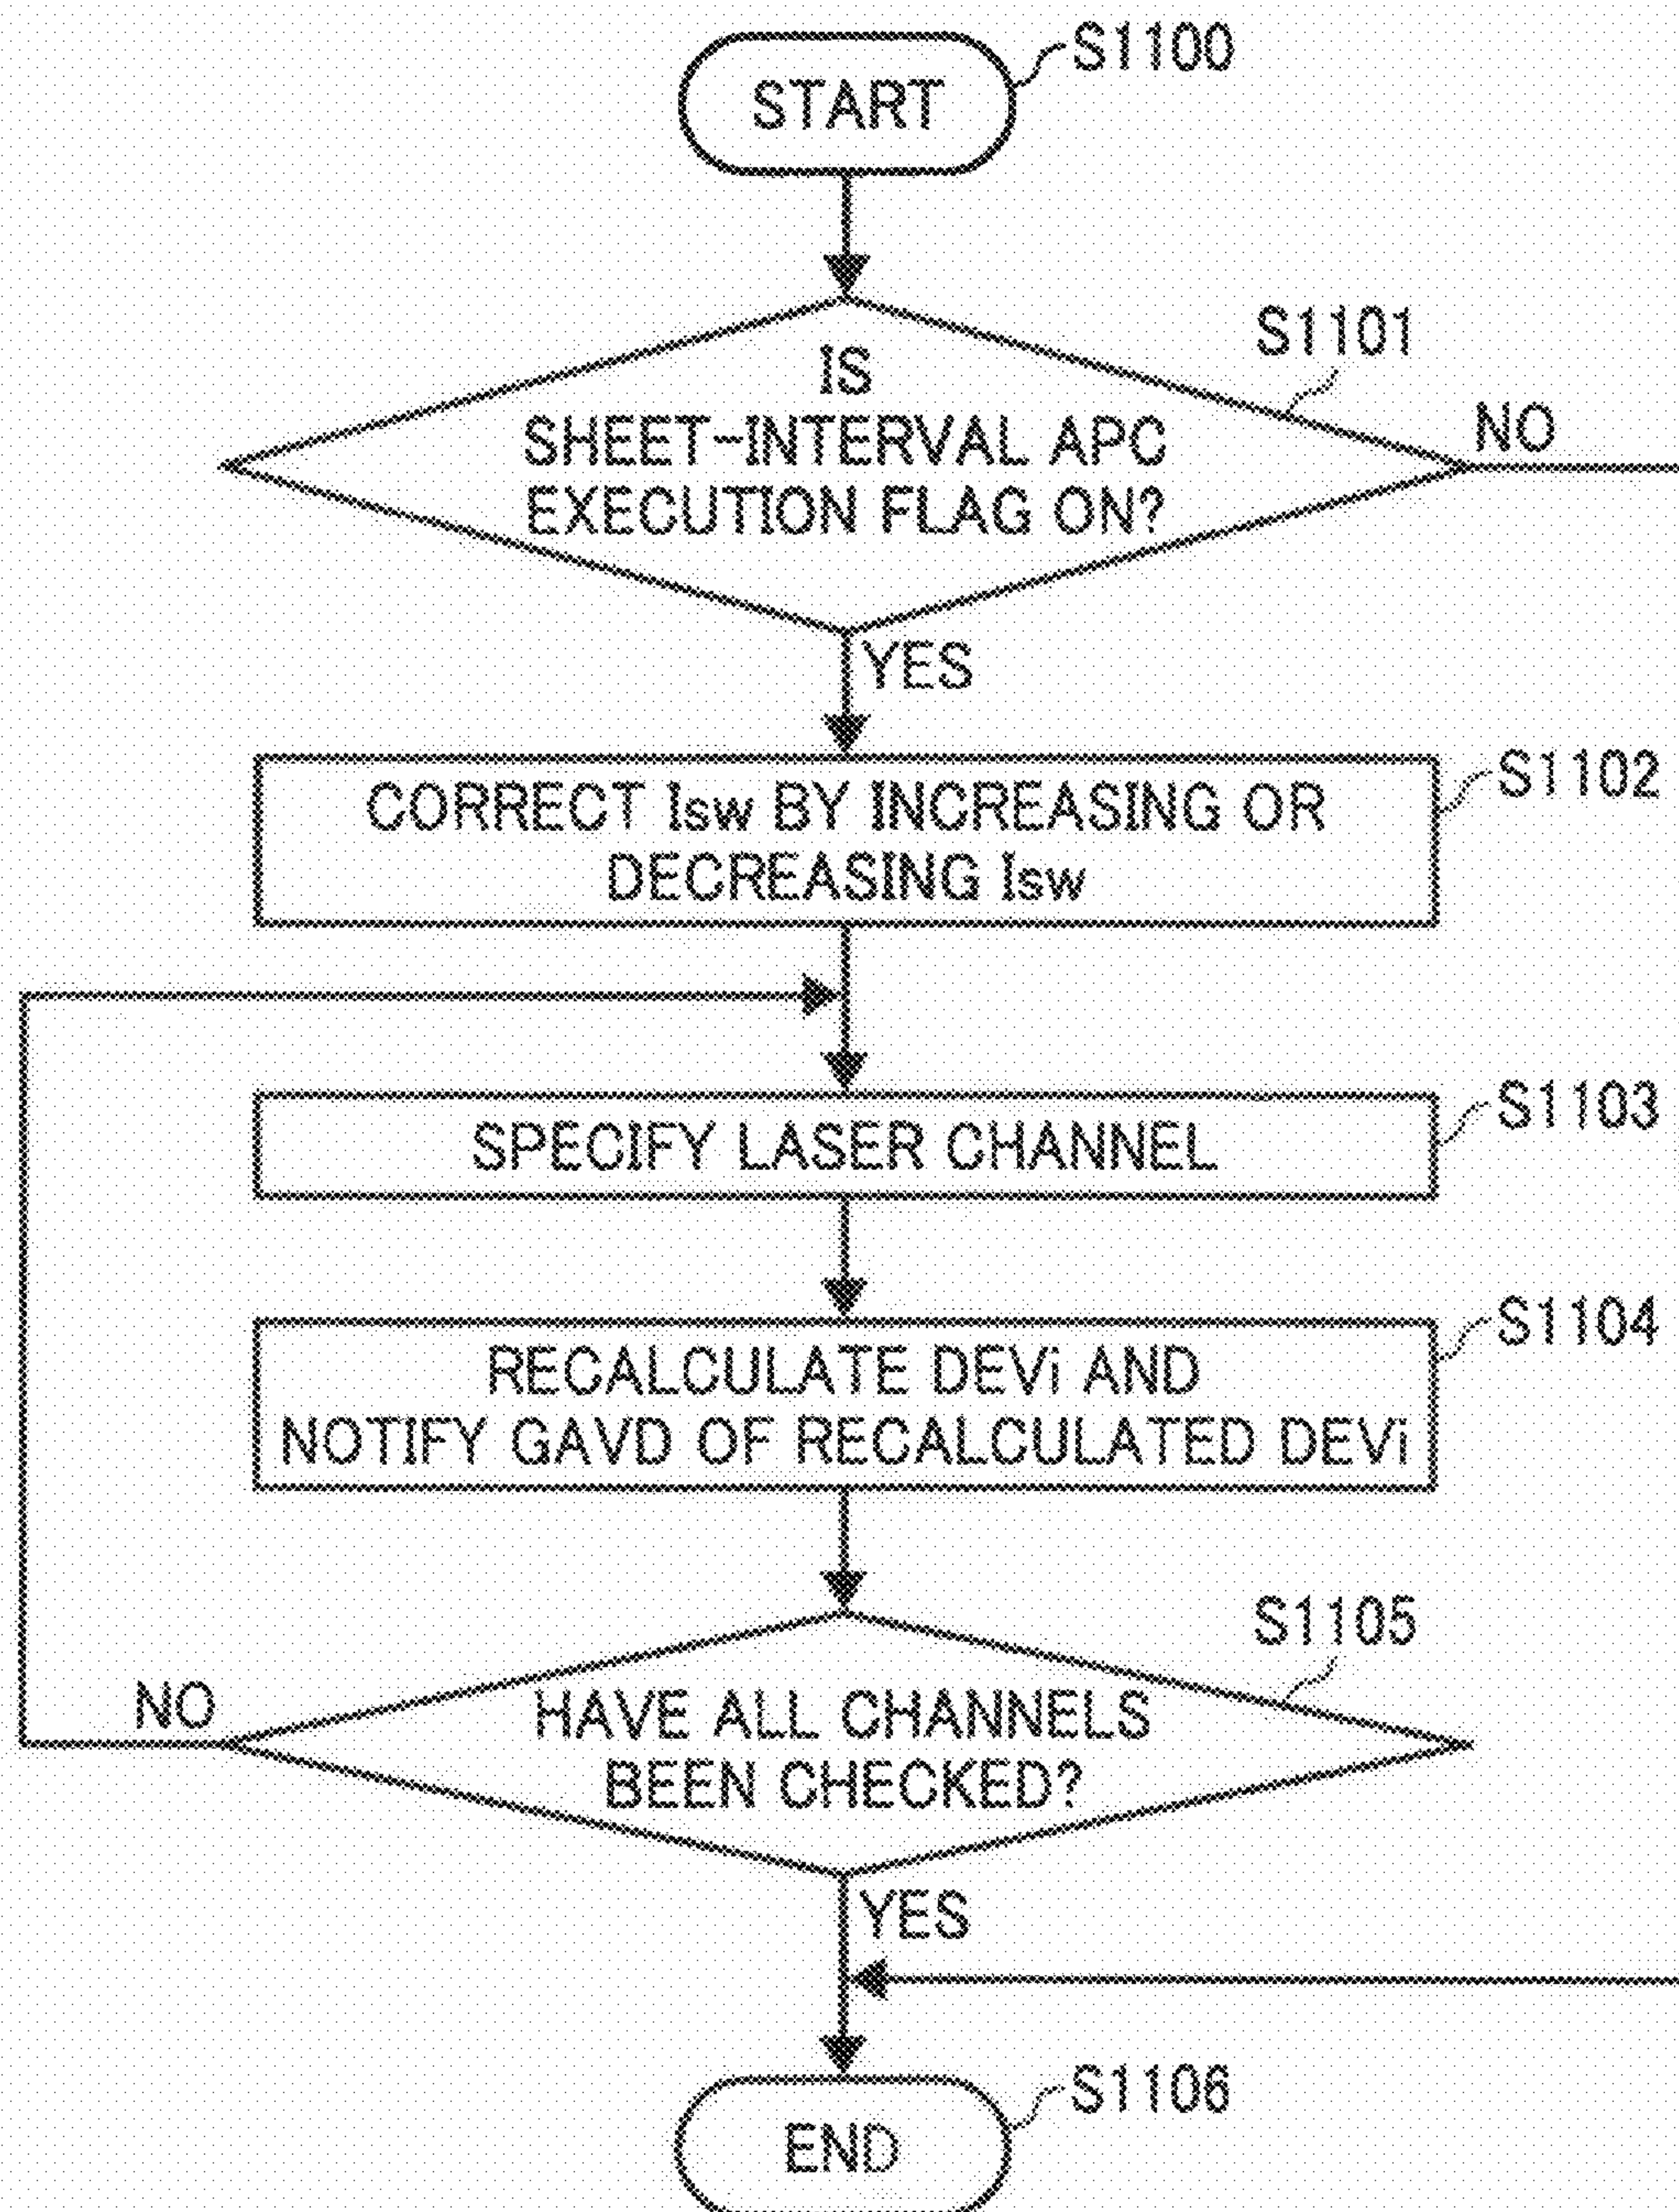 START
S1100
IS
SHEET-INTERVAL APC
EXECUTION FLAG ON?
S1101
NO
YES
CORRECT Isw BY INCREASING OR
DECREASING Isw
S1102
SPECIFY LASER CHANNEL
S1103
RECALCULATE DEVi AND
NOTIFY GAVD OF RECALCULATED DEVi
S1104
HAVE ALL CHANNELS
BEEN CHECKED?
S1105
NO
YES
END
S1106